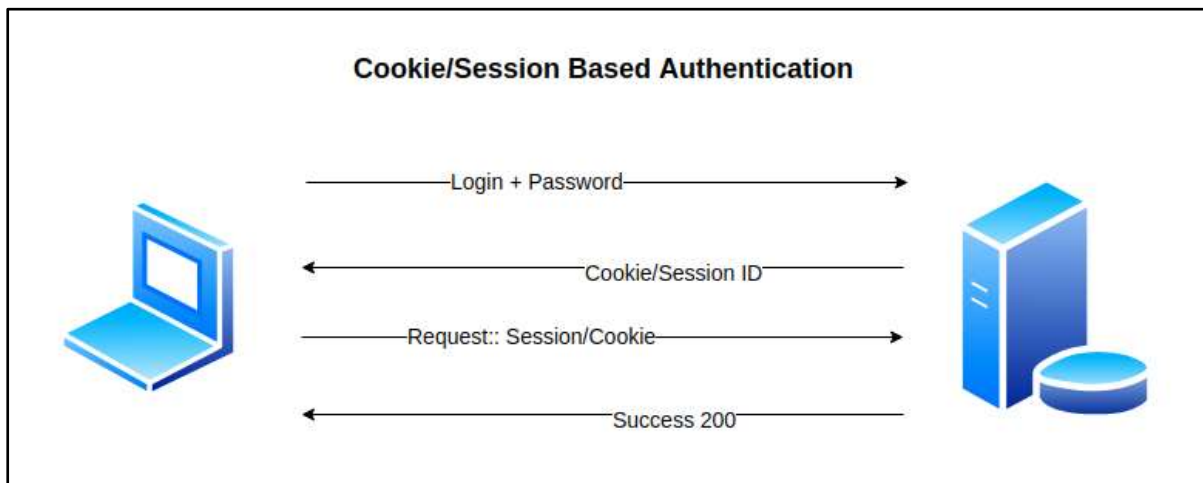 Cookie/Session Based Authentication
Login + Password
Cookie/Session ID
Request:: Session/Cookie
Success 200